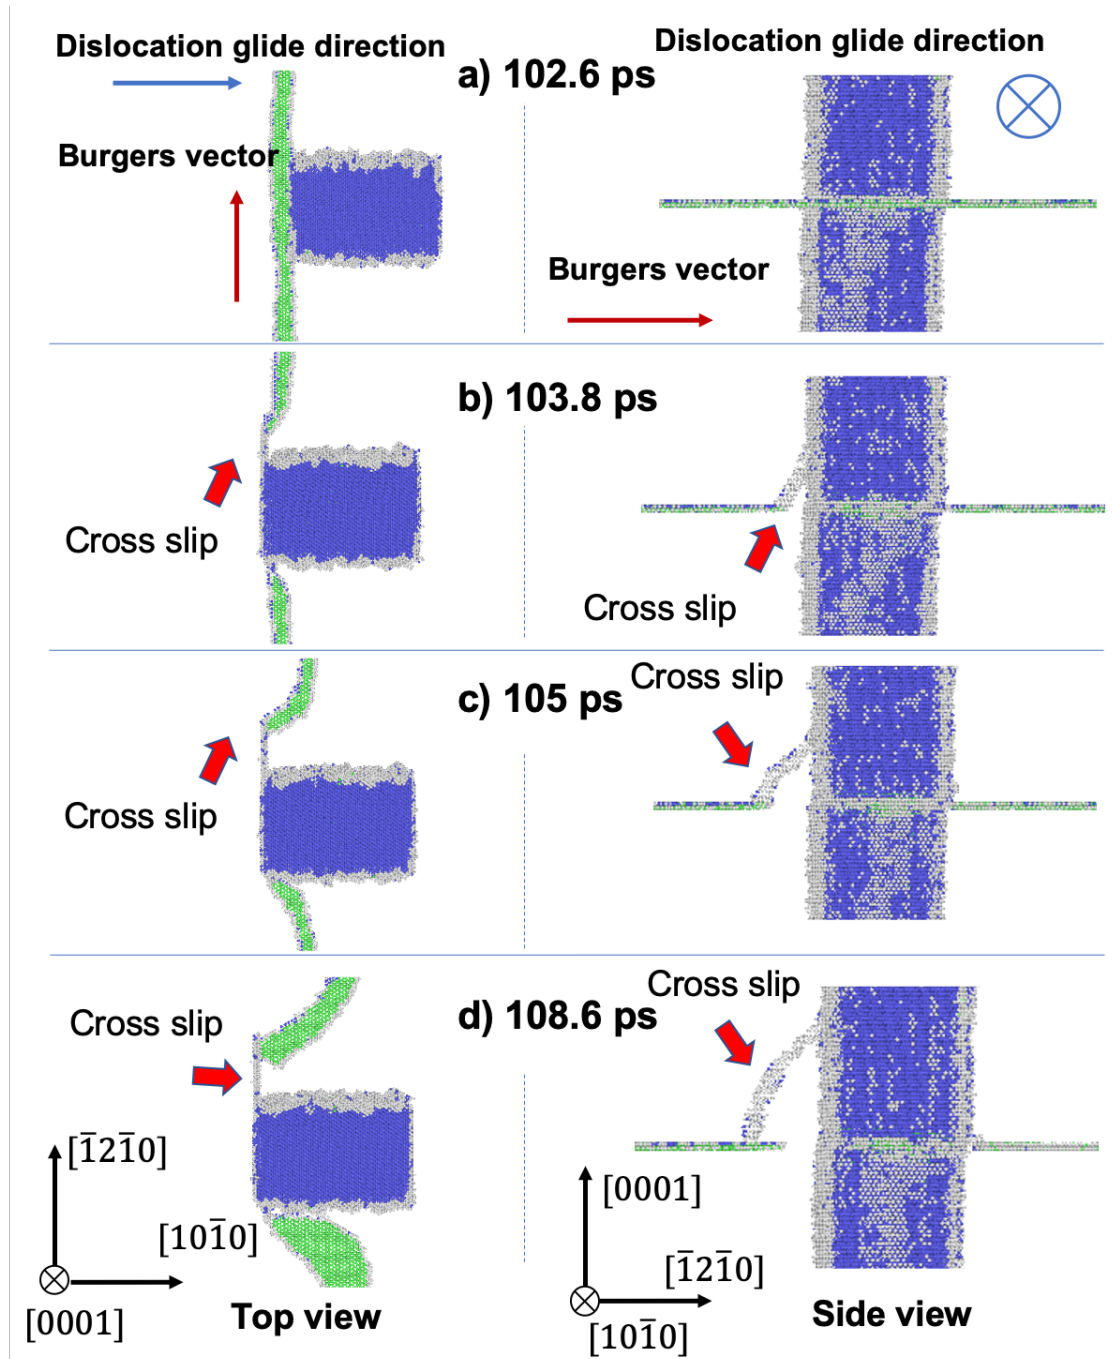 Dislocation glide direction
Dislocation glide direction
a) 102.6 ps
Burgers vector
Burgers vector
b) 103.8 ps
Cross slip
Cross slip
Cross slip
c) 105 ps
Cross slip
Cross slip
d) 108.6 ps
Cross slip
[1̅21̅0]
[101̅0]
[0001]
Top view
[0001]
[1̅21̅0]
[101̅0]
Side view